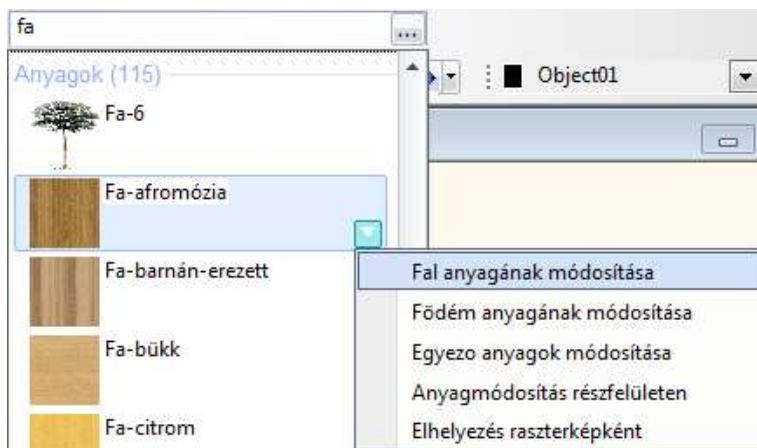 fa
...
Anyagok (115)
Object01
Fa-6
Fa-afromózia
Fa-barnán-erezett
Fa-bükk
Fa-citrom
Fal anyagának módosítása
Födém anyagának módosítása
Egyezo anyagok módosítása
Anyagmódosítás részfelületen
Elhelyezés raszterképként